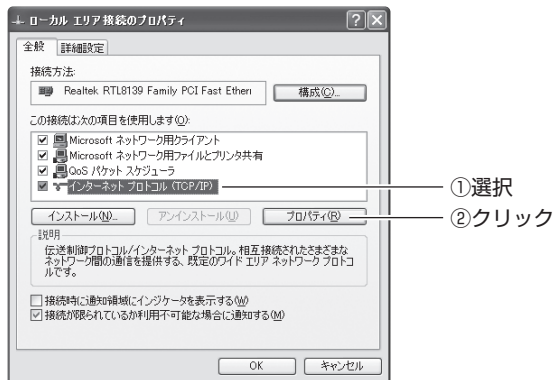 ローカル エリア接続のプロパティ
全般 詳細設定
接続方法:
Realtek RTL8139 Family PCI Fast Ethern 構成(C)...
この接続は次の項目を使用します(O):
Microsoft ネットワーク用クライアント
Microsoft ネットワーク用ファイルとプリンタ共有
QoS パケット スケジューラ
インターネット プロトコル (TCP/IP) ①選択
インストール(N)... アンインストール(U) プロパティ(R) ②クリック
説明
伝送制御プロトコル/インターネット プロトコル。相互接続されたさまざまな
ネットワーク間の通信を提供する、既定のワイド エリア ネットワーク プロトコ
ルです。
接続時に通知領域にインジケータを表示する(W)
接続が限られているか利用不可能な場合に通知する(M)
OK キャンセル